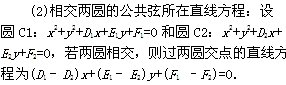 (2)相交两圆的公共弦所在直线方程：设
圆C1：x²+y²+D₁x+E₁y+F₁=0 和圆 C2：x²+y²+D₂x+
E₂y+F₂=0，若两圆相交，则过两圆交点的直线方
程为(D₁－D₂)x+(E₁－E₂)y+(F₁ －F₂)=0．